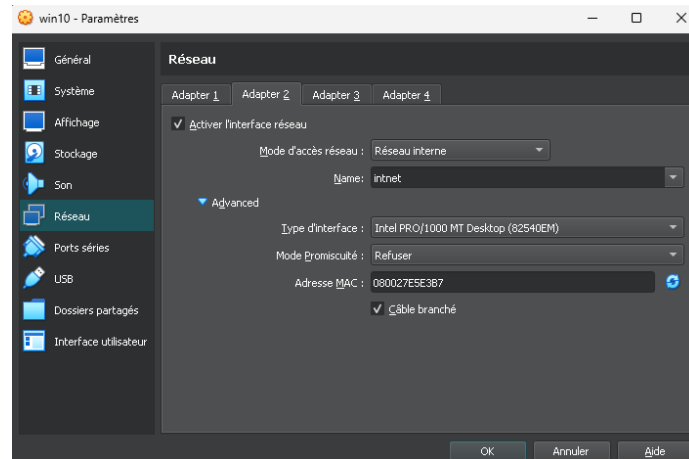 win10 - Paramètres
Général
Système
Affichage
Stockage
Son
Réseau
Ports séries
USB
Dossiers partagés
Interface utilisateur
Réseau
Adapter 1 Adapter 2 Adapter 3 Adapter 4
Activer l'interface réseau
Mode d'accès réseau : Réseau interne
Name: intnet
Advanced
Type d'interface : Intel PRO/1000 MT Desktop (82540EM)
Mode Promiscuité : Refuser
Adresse MAC : 080027E5E3B7
Câble branché
OK Annuler Aide